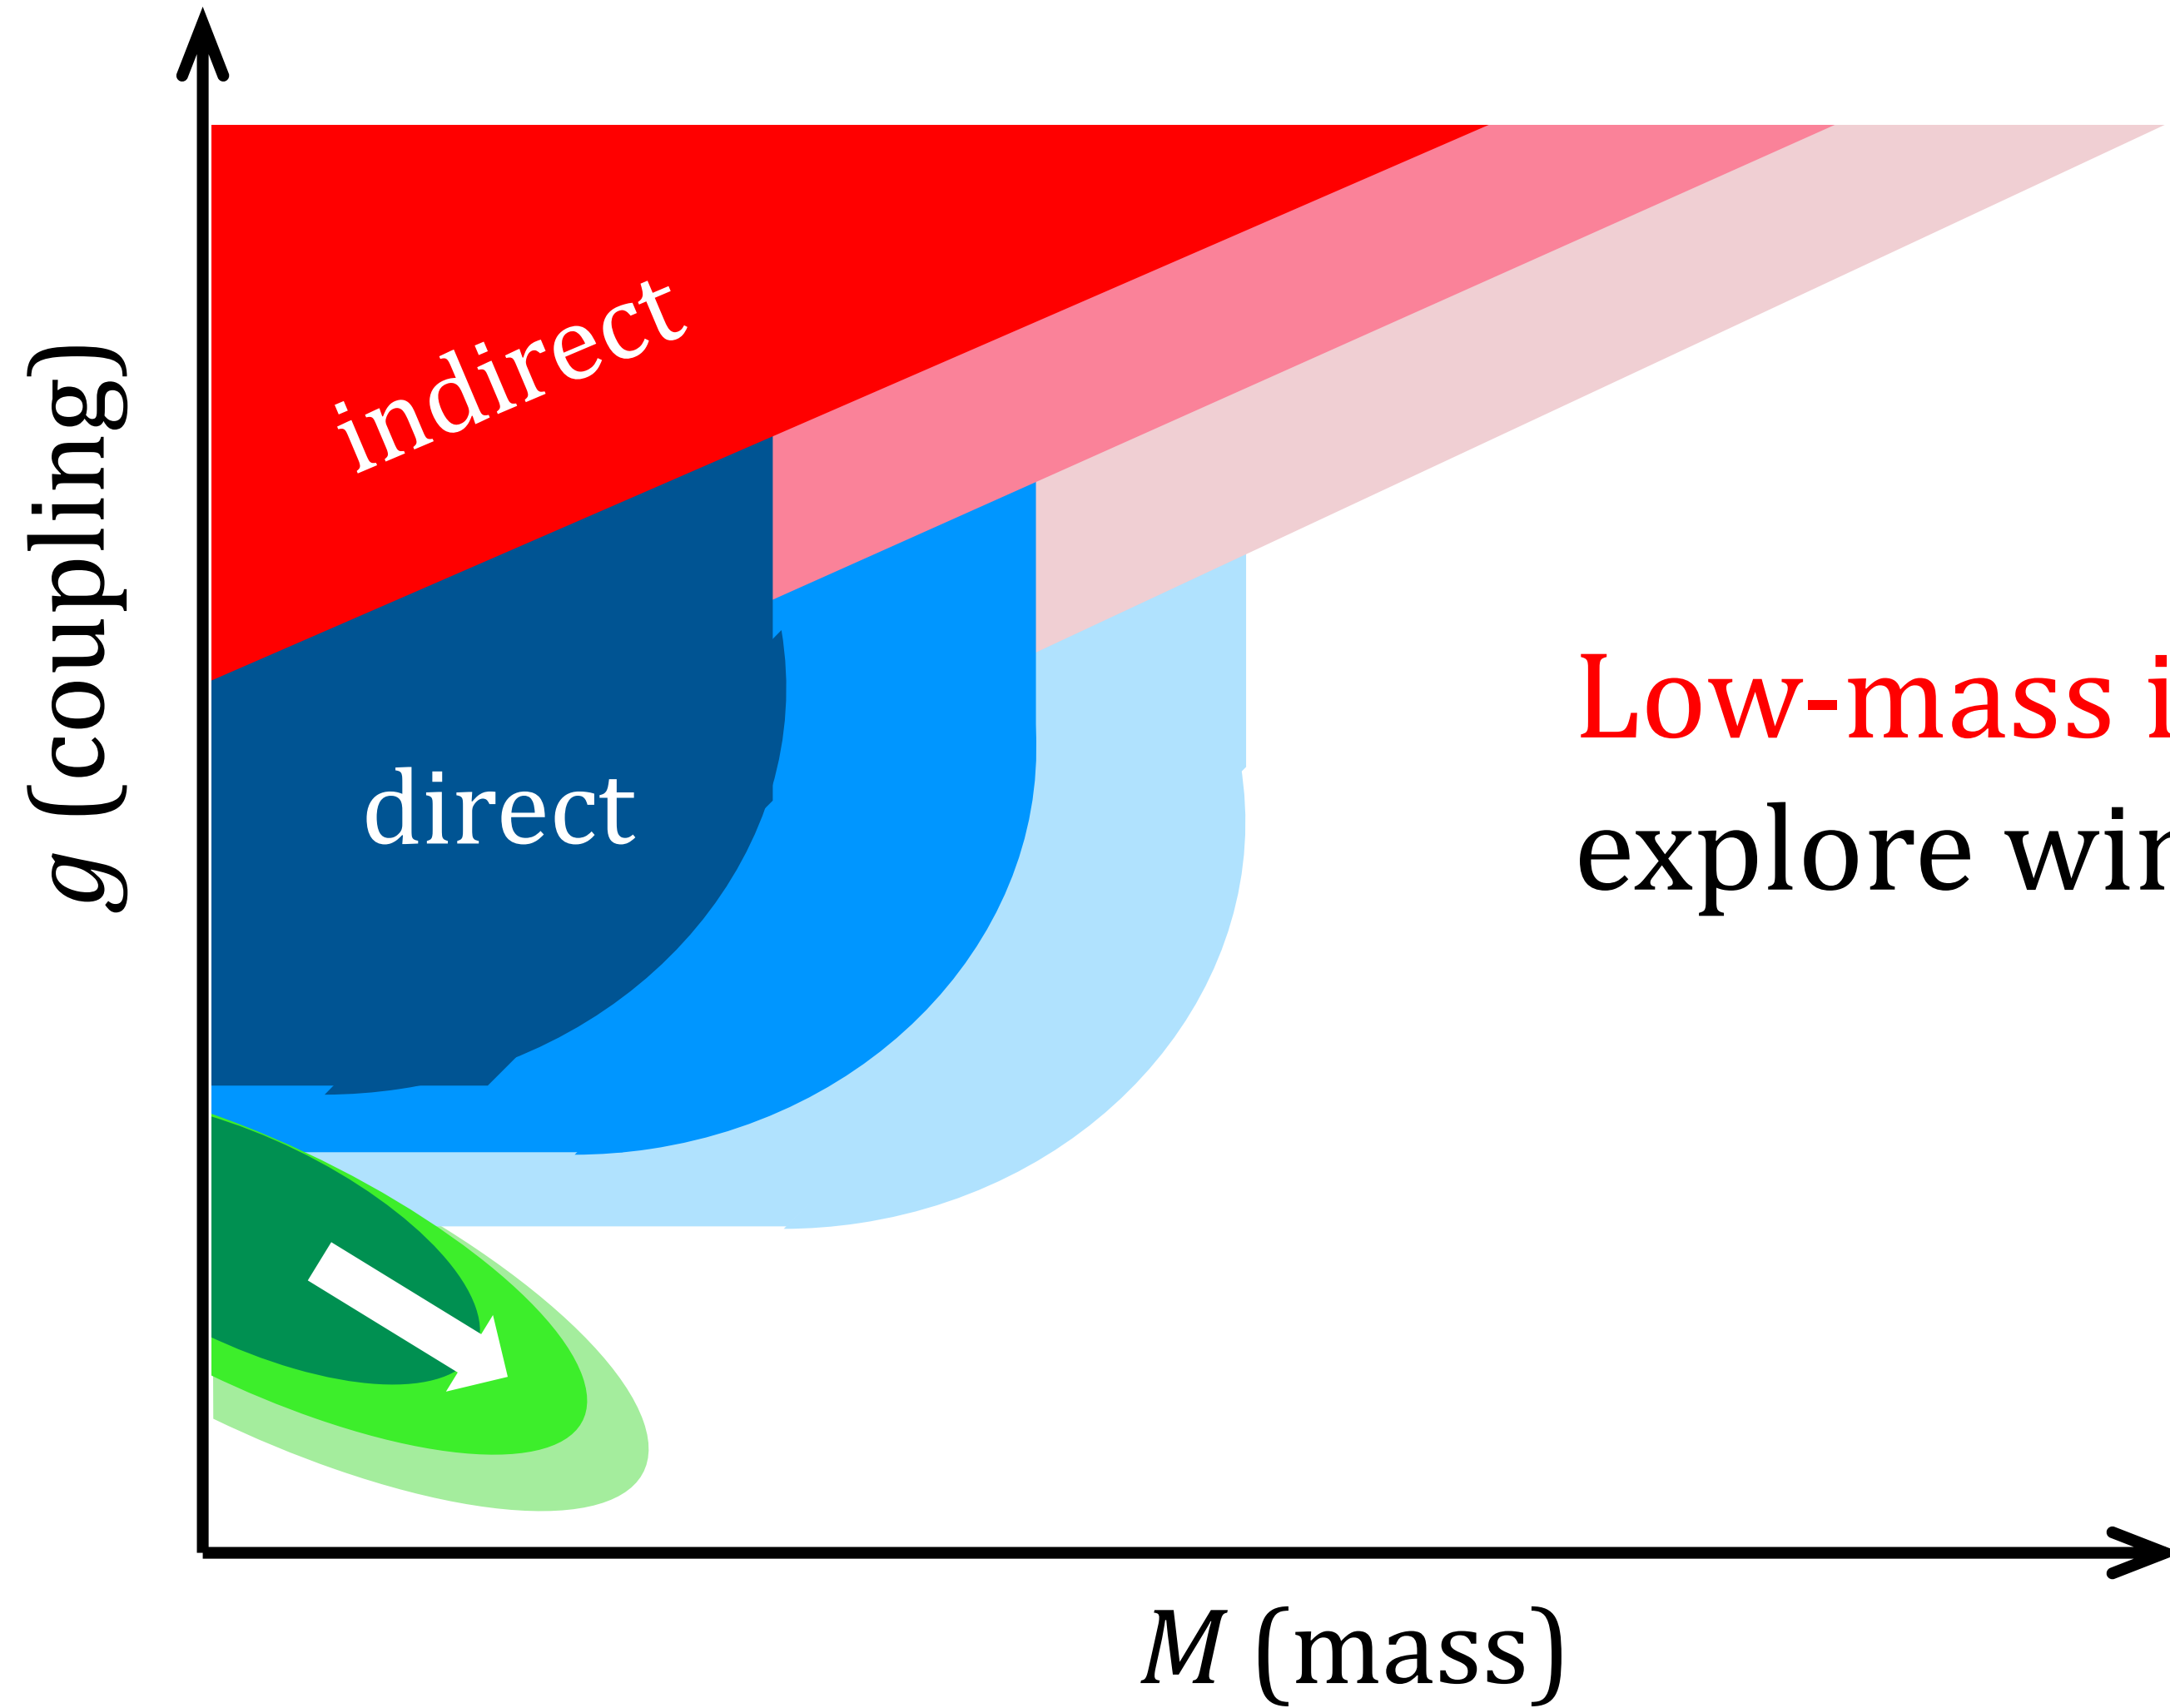 g (coupling)
indirect
direct
Low-mass
explore
M (mass)